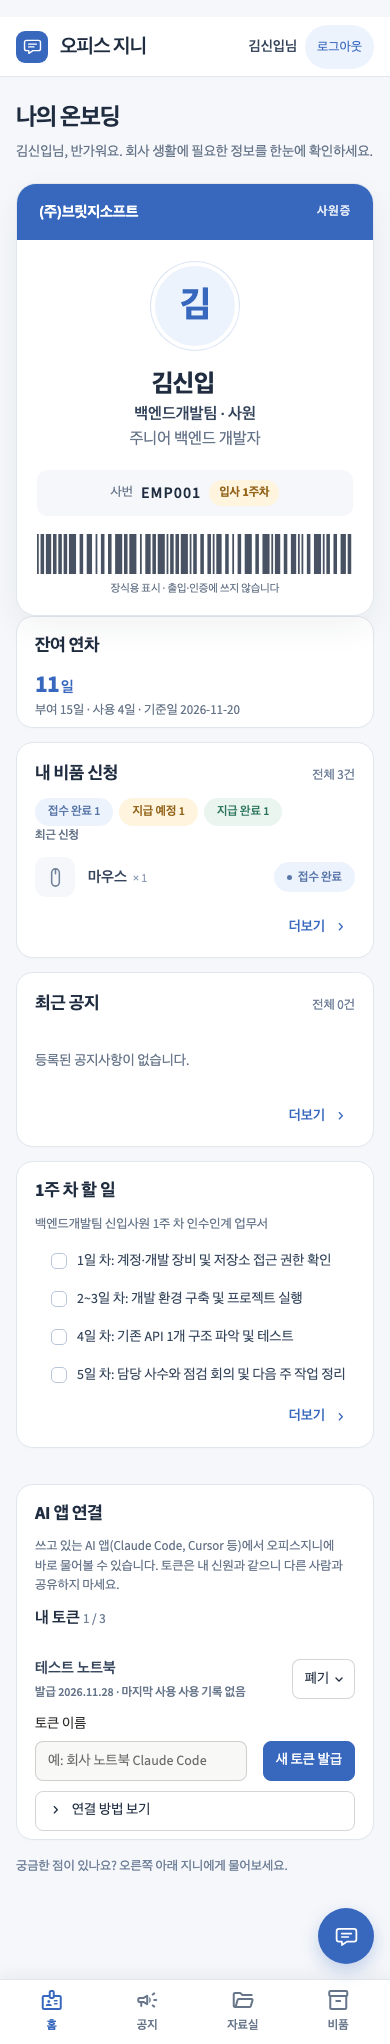 오피스 지니
김신입님
로그아웃
나의 온보딩
김신입님, 반가워요. 회사 생활에 필요한 정보를 한눈에 확인하세요.
(주)브릿지소프트
사원증
김
김신입
백엔드개발팀 · 사원
주니어 백엔드 개발자
사번 EMP001 입사 1주차
장식용 표시 · 출입·인증에 쓰지 않습니다
잔여 연차
11일
부여 15일 · 사용 4일 · 기준일 2026-11-20
내 비품 신청
전체 3건
접수 완료 1
지급 예정 1
지급 완료 1
최근 신청
마우스 × 1
접수 완료
더보기
최근 공지
전체 0건
등록된 공지사항이 없습니다.
더보기
1주 차 할 일
백엔드개발팀 신입사원 1주 차 인수인계 업무서
1일 차: 계정·개발 장비 및 저장소 접근 권한 확인
2~3일 차: 개발 환경 구축 및 프로젝트 실행
4일 차: 기존 API 1개 구조 파악 및 테스트
5일 차: 담당 사수와 점검 회의 및 다음 주 작업 정리
더보기
AI 앱 연결
쓰고 있는 AI 앱(Claude Code, Cursor 등)에서 오피스지니에
바로 물어볼 수 있습니다. 토큰은 내 신원과 같으니 다른 사람과
공유하지 마세요.
내 토큰 1 / 3
테스트 노트북
발급 2026.11.28 · 마지막 사용 사용 기록 없음
폐기
토큰 이름
예: 회사 노트북 Claude Code
새 토큰 발급
연결 방법 보기
궁금한 점이 있나요? 오른쪽 아래 지니에게 물어보세요.
홈
공지
자료실
비품